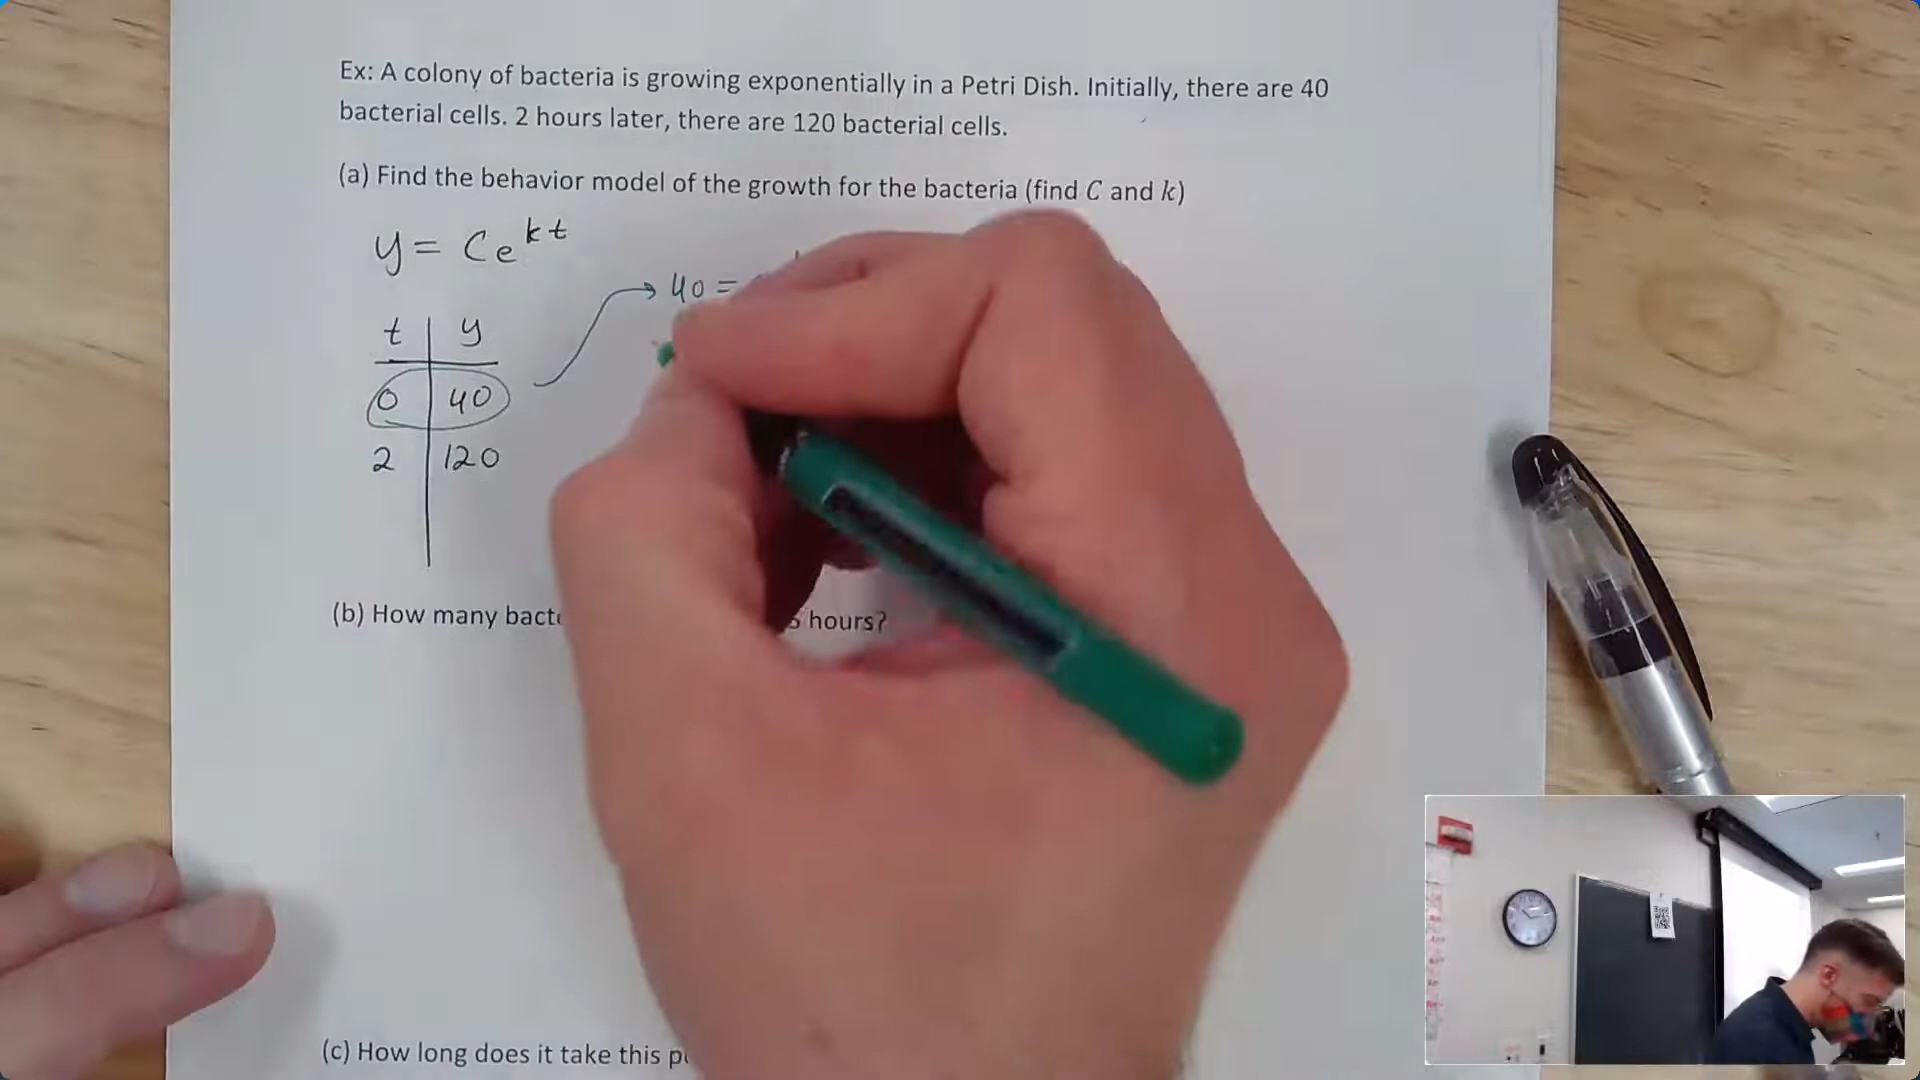 Ex: A colony of bacteria is growing exponentially in a Petri Dish. Initially, there are 40
bacterial cells. 2 hours later, there are 120 bacterial cells.
(a) Find the behavior model of the growth for the bacteria (find C and k)
y = Ce^kt
40 =
t y
0 40
2 120
(b) How many hours?
(c) How long does it take this